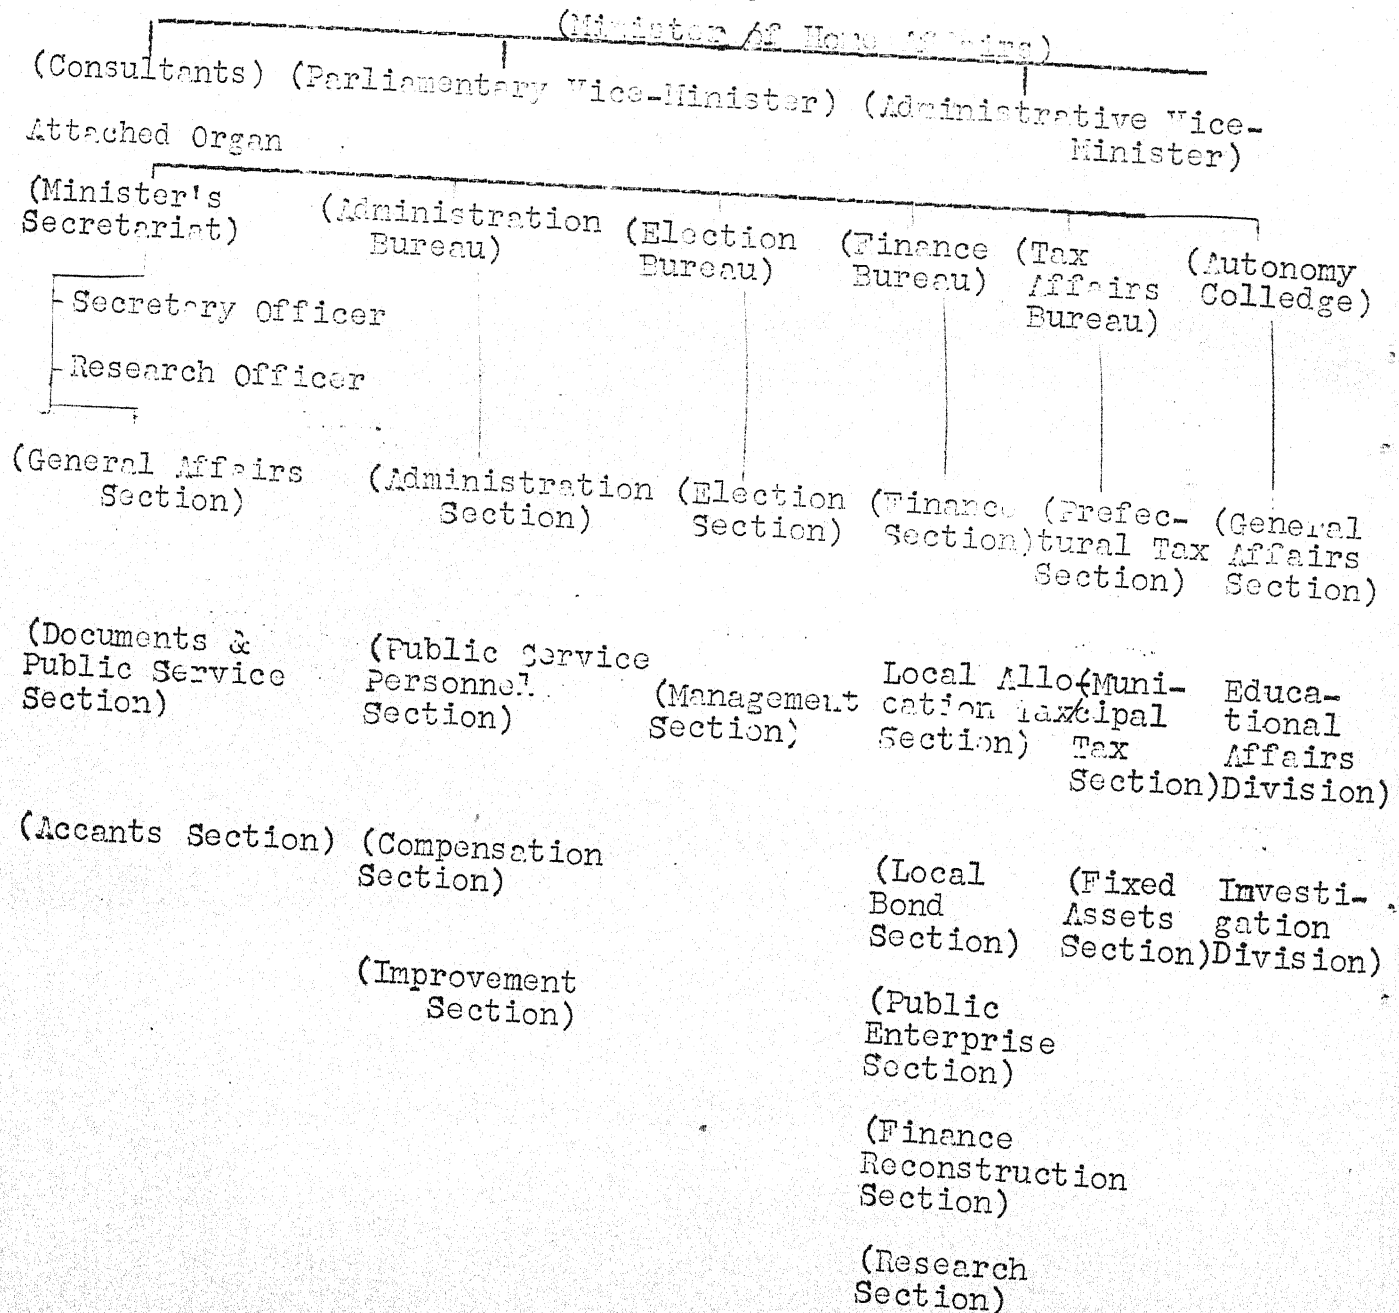 (Minister of Home Affairs)
(Consultants) (Parliamentary Vice-Minister) (Administrative Vice-
Minister)
Attached Organ
(Minister's
Secretariat)
(Administration
Bureau)
(Election
Bureau)
(Finance
Bureau)
(Tax
Affairs
Bureau)
(Autonomy
Colledge)
Secretary Officer
Research Officer
(General Affairs
Section)
(Administration
Section)
(Election
Section)
(Finance
Section)
(Prefec-
tural Tax
Section)
(General
Affairs
Section)
(Documents &
Public Service
Section)
(Public Service
Personnel
Section)
(Management
Section)
Local Allo-
cation Tax
Section)
(Muni-
cipal
Tax
Section)
Educa-
tional
Affairs
Division)
(Accants Section)
(Compensation
Section)
(Local
Bond
Section)
(Fixed
Assets
Section)
Investi-
gation
Division)
(Improvement
Section)
(Public
Enterprise
Section)
(Finance
Reconstruction
Section)
(Research
Section)